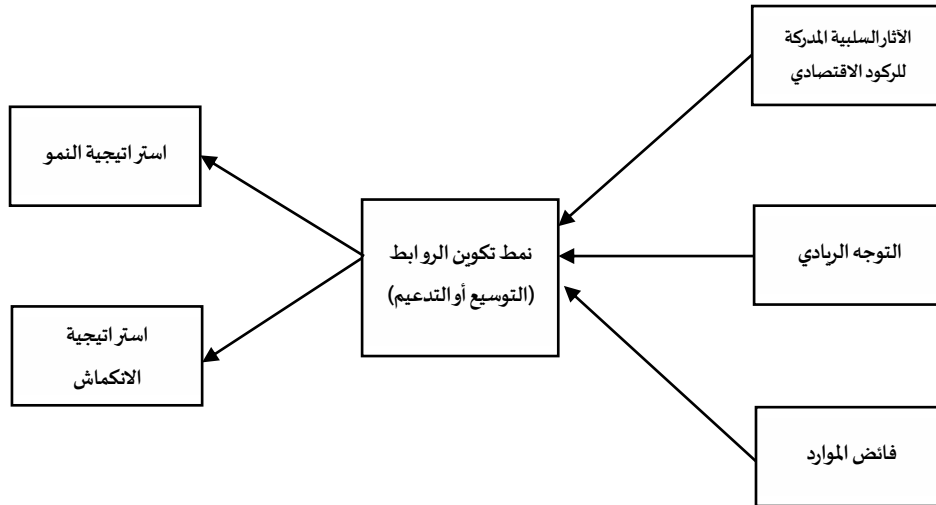 الآثار السلبية المدركة
للركود الاقتصادي
التوجه الريادي
فائض الموارد
نمط تكوين الروابط
(التوسيع أو التدعيم)
استراتيجية النمو
استراتيجية
الانكماش